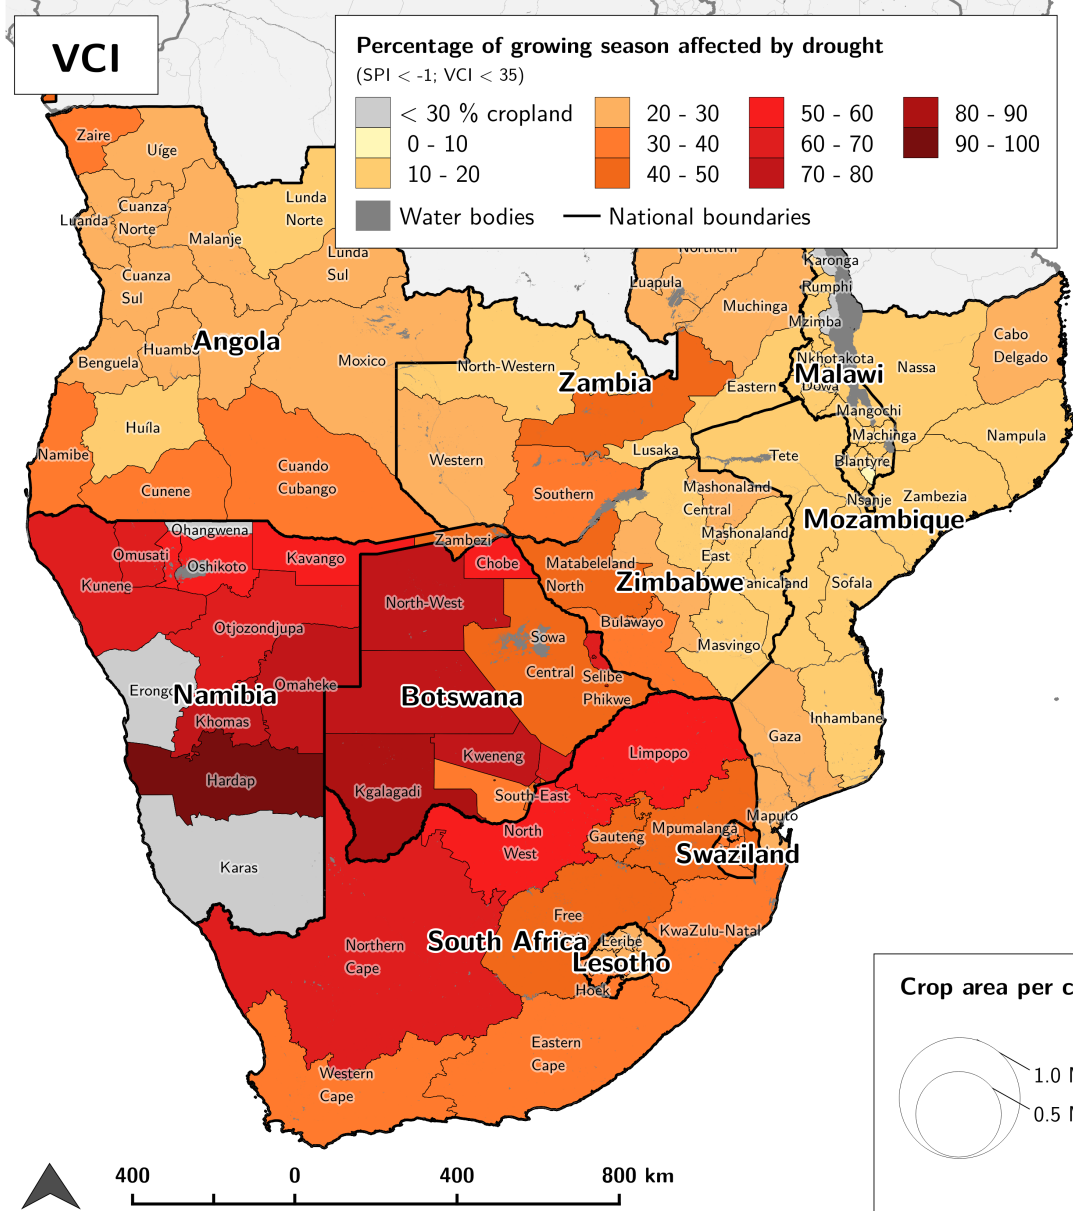 VCI
Percentage of growing season affected by drought
(SPI < -1; VCI < 35)
< 30 % cropland
0 - 10
10 - 20
20 - 30
30 - 40
40 - 50
50 - 60
60 - 70
70 - 80
80 - 90
90 - 100
Water bodies
National boundaries
Zaire
Uíge
Lunda
Norte
Cuanza
Norte
Luanda
Malanje
Lunda
Sul
Cuanza
Sul
Northern
Karonga
Luapula
Rumphi
Muchinga
Mzimba
Angola
Huambo
Benguela
Moxico
North-Western
Zambia
Eastern
Nkhotakota
Malawi
Dowa
Nassa
Cabo
Delgado
Mangochi
Machinga
Nampula
Huíla
Namibe
Cunene
Cuando
Cubango
Western
Lusaka
Tete
Blantyre
Southern
Mashonaland
Central
Nsanje
Zambezia
Mozambique
Mashonaland
East
Ohangwena
Omusati
Oshikoto
Kavango
Zambezi
Chobe
Matabeleland
North
Zimbabwe
anicaland
Sofala
Kunene
North-West
Otjozondjupa
Bulawayo
Masvingo
Sowa
Central
Selibe
Phikwe
Erongo
Namibia
Omaheke
Botswana
Khomas
Inhambane
Gaza
Hardap
Kweneng
Limpopo
Kgalagadi
South-East
Maputo
North
West
Gauteng
Mpumalanga
Swaziland
Karas
Free
KwaZulu-Natal
Northern
Cape
South Africa
Leribe
Lesotho
Hoek
Eastern
Cape
Western
Cape
Crop area per c
1.0 M
0.5 M
400
0
400
800 km